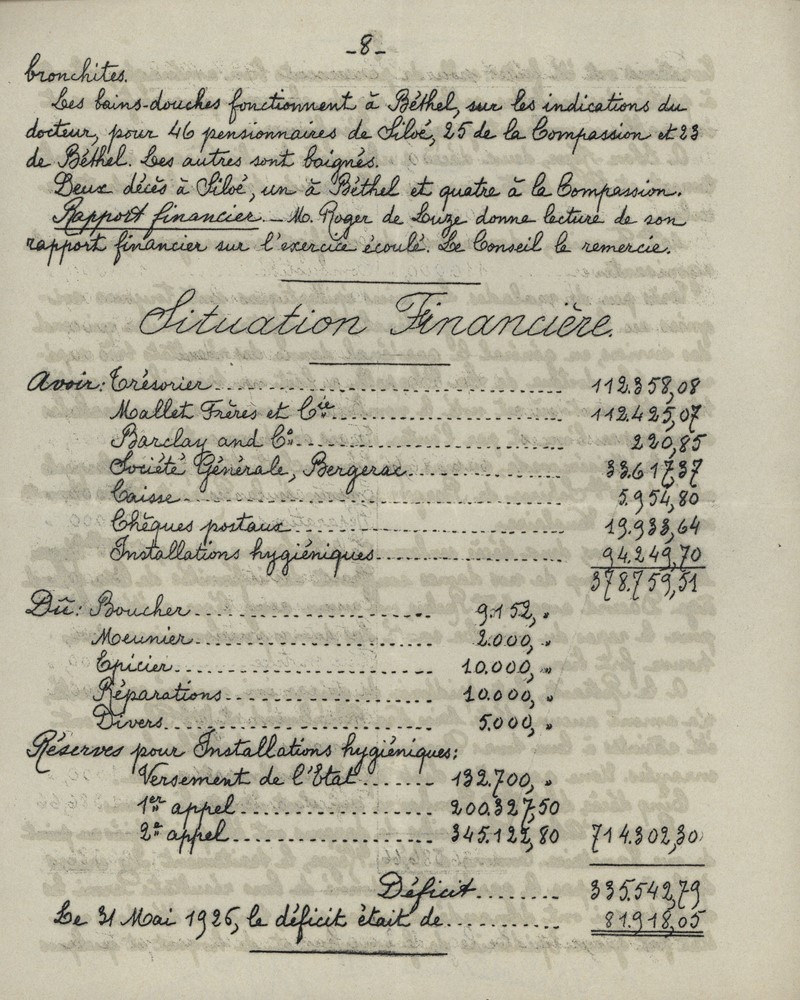 -8-
bronchites.
Les bains-douches fonctionnent à Béthel, sur les indications du
docteur, pour 46 pensionnaires de Siloé, 25 de la Compassion et 23
de Béthel. Les autres sont baignés.
Deux décès à Siloé, un à Béthel et quatre à la Compassion.
Rapport financier._ M. Roger de Luze donne lecture de son
rapport financier sur l'exercice écoulé. Le Conseil le remercie.
Situation Financière.
Avoir: Trésorier........ 112.358,08
Mallet Frères et Cie........ 112.425,07
Barclay and Co........ 220,85
Société Générale, Bergerac........ 33.617,37
Caisse........ 5.954,80
Chèques postaux........ 19.933,64
Installations hygiéniques........ 94.249,70
378.759,51
Dû: Boucher........ 9.152, "
Meunier........ 2.000, "
Epicier........ 10.000, "
Réparations........ 10.000, "
Divers........ 5.000, "
Réserves pour Installations hygiéniques:
Versement de l'Etat....... 132.700, "
1er appel........ 200.327,50
2e appel........ 345.122,80 714.302,30
Déficit........ 335.542,79
Le 31 Mai 1926, le déficit était de........ 81.918,05